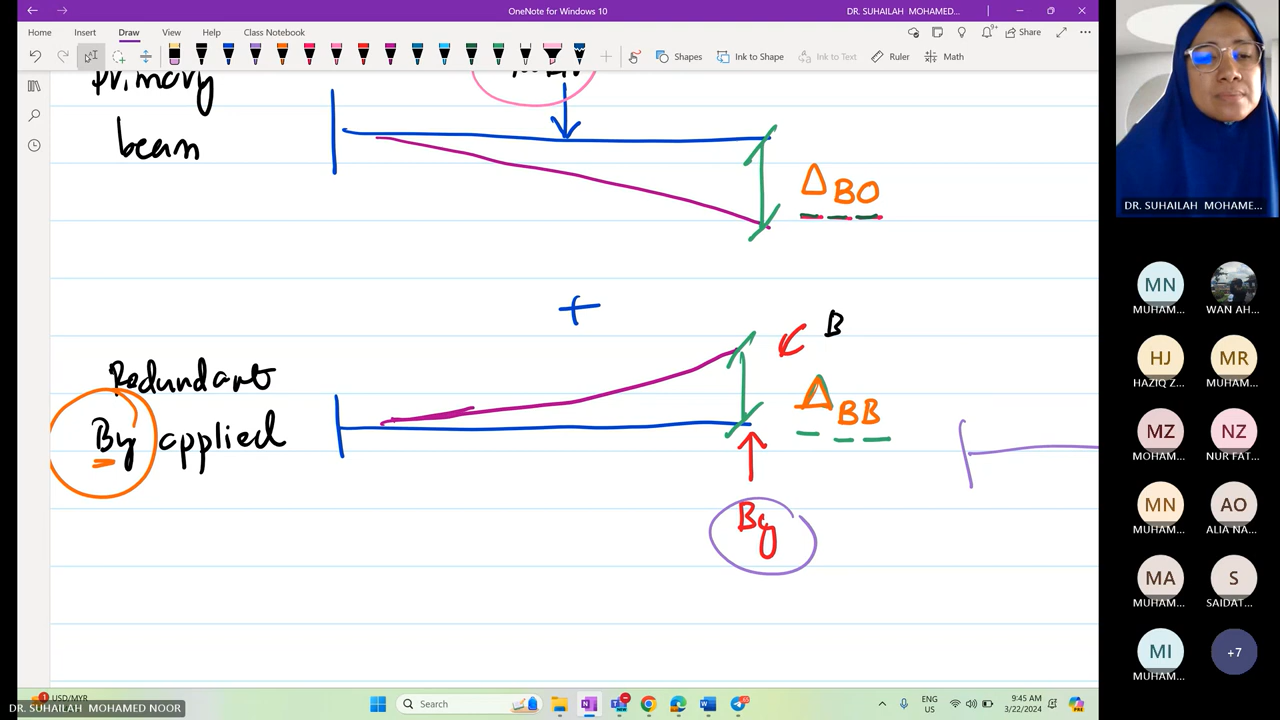 OneNote for Windows 10
DR. SUHAILAH MOHAMED...
Home Insert Draw View Help Class Notebook
Share
Shapes Ink to Shape Ink to Text Ruler Math
primary
beam
ΔBO
+
B
Redundant
By applied
ΔBB
By
DR. SUHAILAH MOHAMED...
MN
MUHAM...
WAN AH...
HJ
HAZIQ Z...
MR
MUHAM...
MZ
MOHAM...
NZ
NUR FAT...
MN
MUHAM...
AO
ALIA NA...
MA
MUHAM...
S
SAIDAT...
MI
MUHAM...
+7
USD/MYR
DR. SUHAILAH MOHAMED NOOR
Search
ENG
US
9:45 AM
3/22/2024